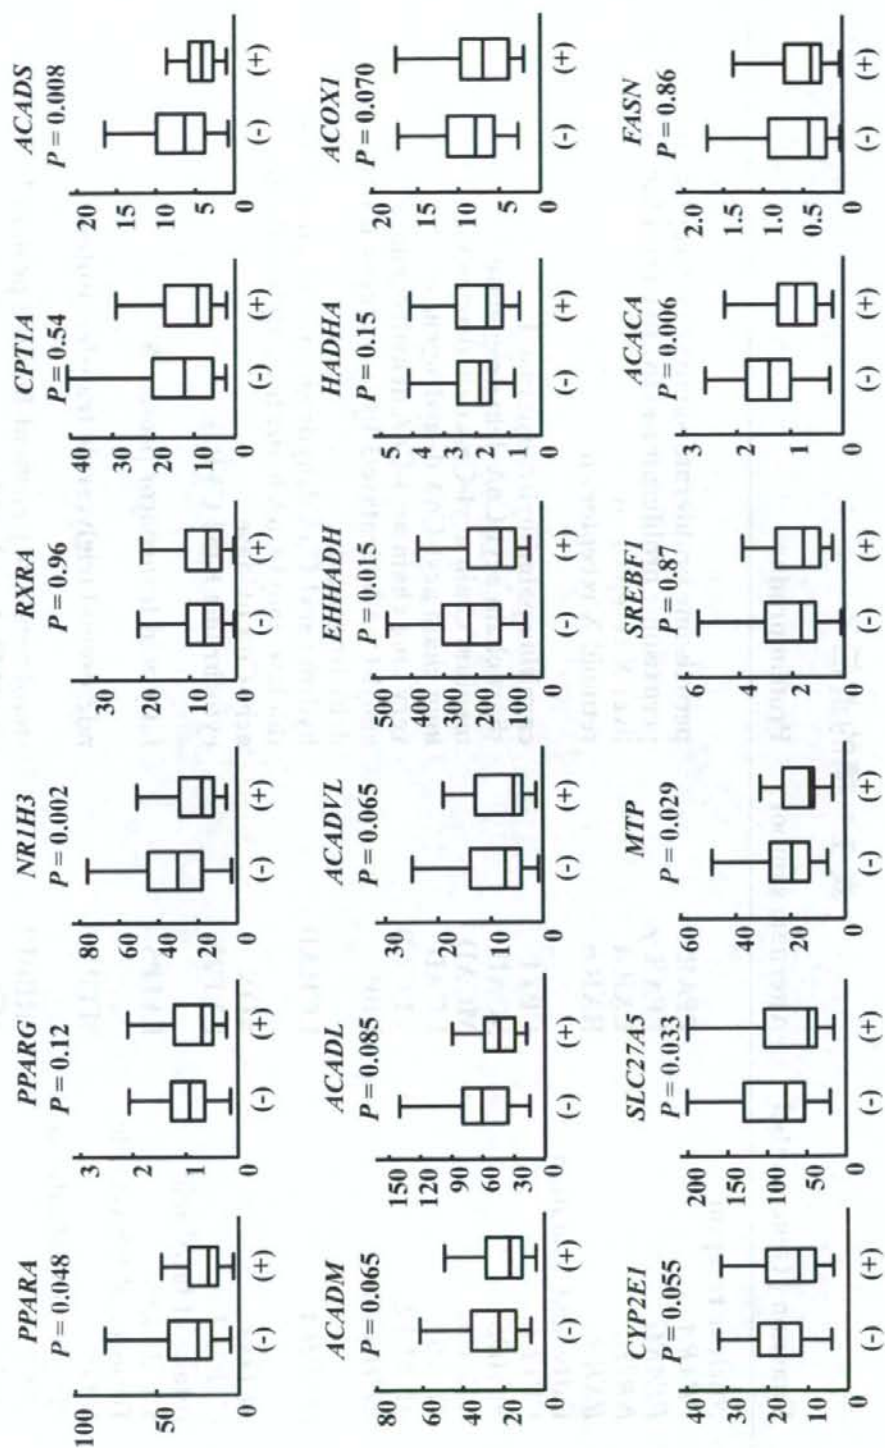 PPARA
P = 0.048
100
50
0
(-) (+)
PPARG
P = 0.12
3
2
1
0
(-) (+)
NR1H3
P = 0.002
80
60
40
20
0
(-) (+)
RXRA
P = 0.96
30
20
10
0
(-) (+)
CPT1A
P = 0.54
40
30
20
10
0
(-) (+)
ACADS
P = 0.008
20
15
10
5
0
(-) (+)
ACADM
P = 0.065
80
60
40
20
0
(-) (+)
ACADL
P = 0.085
150
120
90
60
30
0
(-) (+)
ACADVL
P = 0.065
30
20
10
0
(-) (+)
EHHADH
P = 0.015
500
400
300
200
100
0
(-) (+)
HADHA
P = 0.15
5
4
3
2
1
0
(-) (+)
ACOX1
P = 0.070
20
15
10
5
0
(-) (+)
CYP2E1
P = 0.055
40
30
20
10
0
(-) (+)
SLC27A5
P = 0.033
200
150
100
50
0
(-) (+)
MTP
P = 0.029
60
40
20
0
(-) (+)
SREBF1
P = 0.87
6
4
2
0
(-) (+)
ACACA
P = 0.006
3
2
1
0
(-) (+)
FASN
P = 0.86
2.0
1.5
1.0
0.5
0
(-) (+)